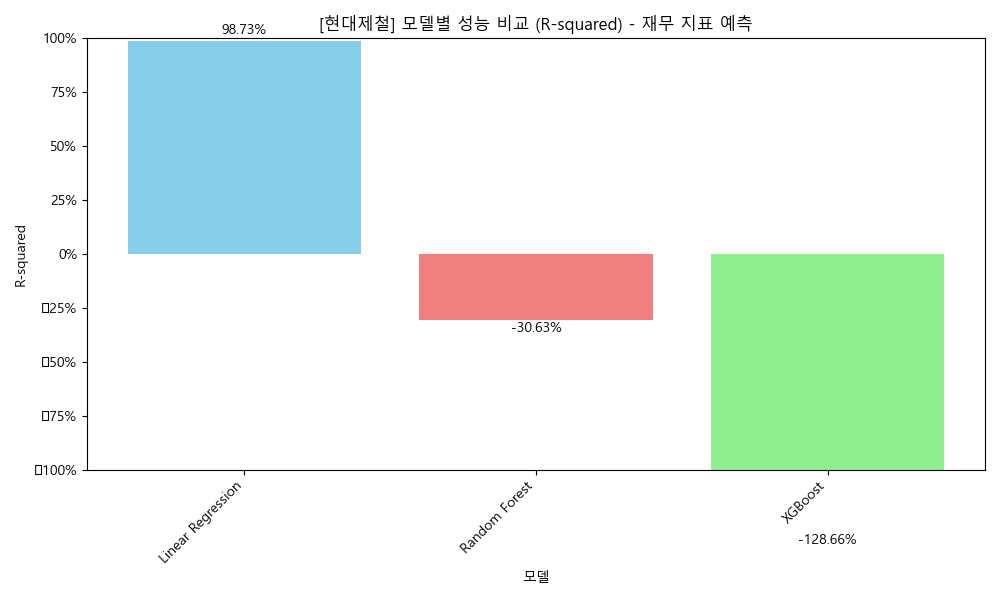 [현대제철] 모델별 성능 비교 (R-squared) - 재무 지표 예측
98.73%
100%
75%
50%
25%
0%
▯25%
▯50%
▯75%
▯100%
R-squared
-30.63%
-128.66%
Linear Regression
Random Forest
XGBoost
모델